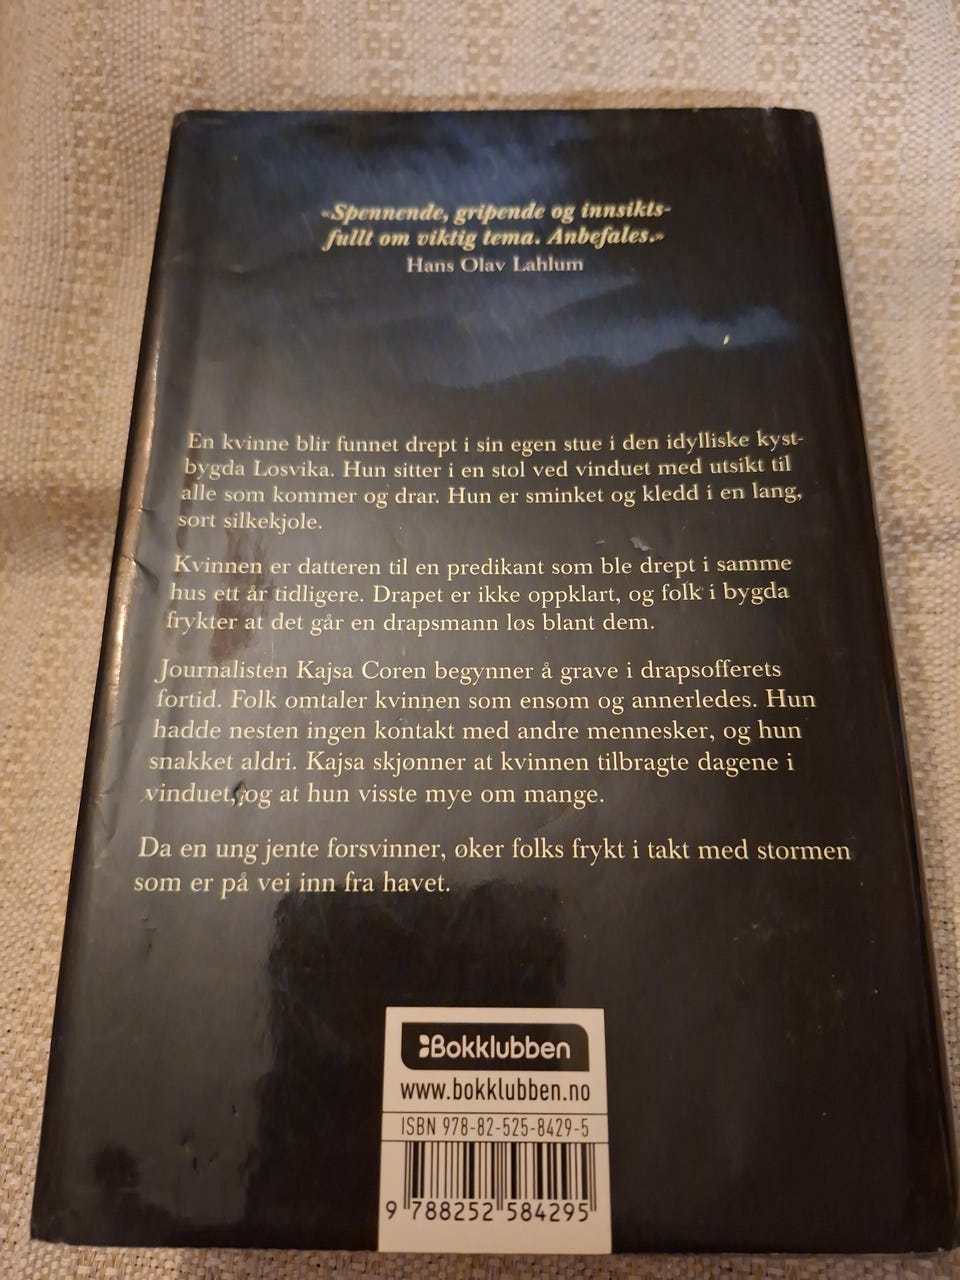 «Spennende, gripende og innsikts-
fullt om viktig tema. Anbefales.»
Hans Olav Lahlum
En kvinne blir funnet drept i sin egen stue i den idylliske kyst-
bygda Losvika. Hun sitter i en stol ved vinduet med utsikt til
alle som kommer og drar. Hun er sminket og kledd i en lang,
sort silkekjole.
Kvinnen er datteren til en predikant som ble drept i samme
hus ett år tidligere. Drapet er ikke oppklart, og folk i bygda
frykter at det går en drapsmann løs blant dem.
Journalisten Kajsa Coren begynner å grave i drapsofferets
fortid. Folk omtaler kvinnen som ensom og annerledes. Hun
hadde nesten ingen kontakt med andre mennesker, og hun
snakket aldri. Kajsa skjønner at kvinnen tilbragte dagene i
vinduet, og at hun visste mye om mange.
Da en ung jente forsvinner, øker folks frykt i takt med stormen
som er på vei inn fra havet.
Bokklubben
www.bokklubben.no
ISBN 978-82-525-8429-5
9 788252 584295